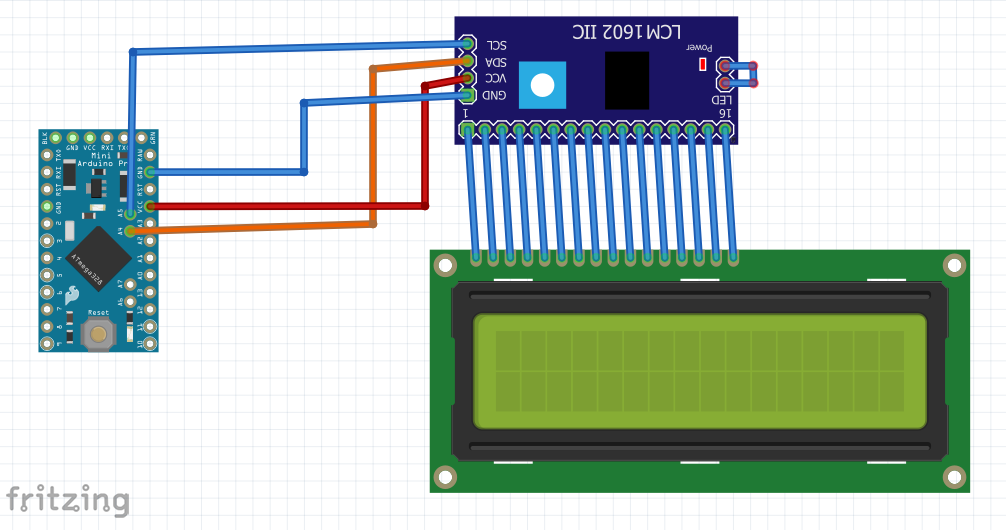 LCM 1602 IIC
SCL
SDA
VCC
GND
Power
LED
1
16
BLK
GND
VCC
RXI
TXO
GRN
Mini
Arduino Pr
TXO
RXI
RST
GND
2
3
4
5
6
7
8
9
RAW
GND
RST
VCC
A3
A2
A1
A0
13
12
11
10
A5
A4
A7
A6
ATmega328
Reset
fritzing